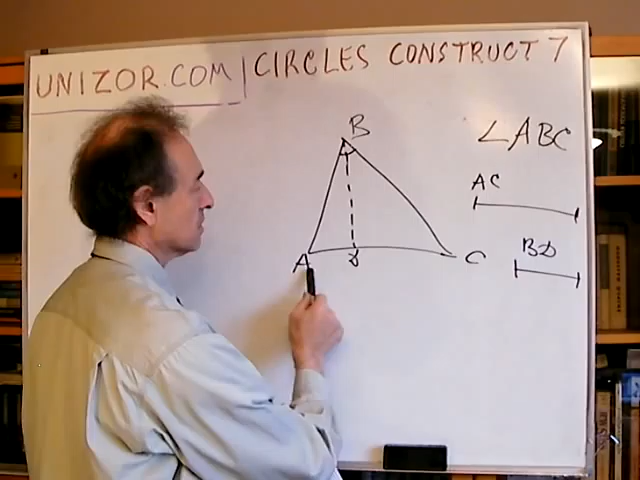 UNIZOR.COM | CIRCLES CONSTRUCT 7
B
∠ABC
AC
BD
A D C